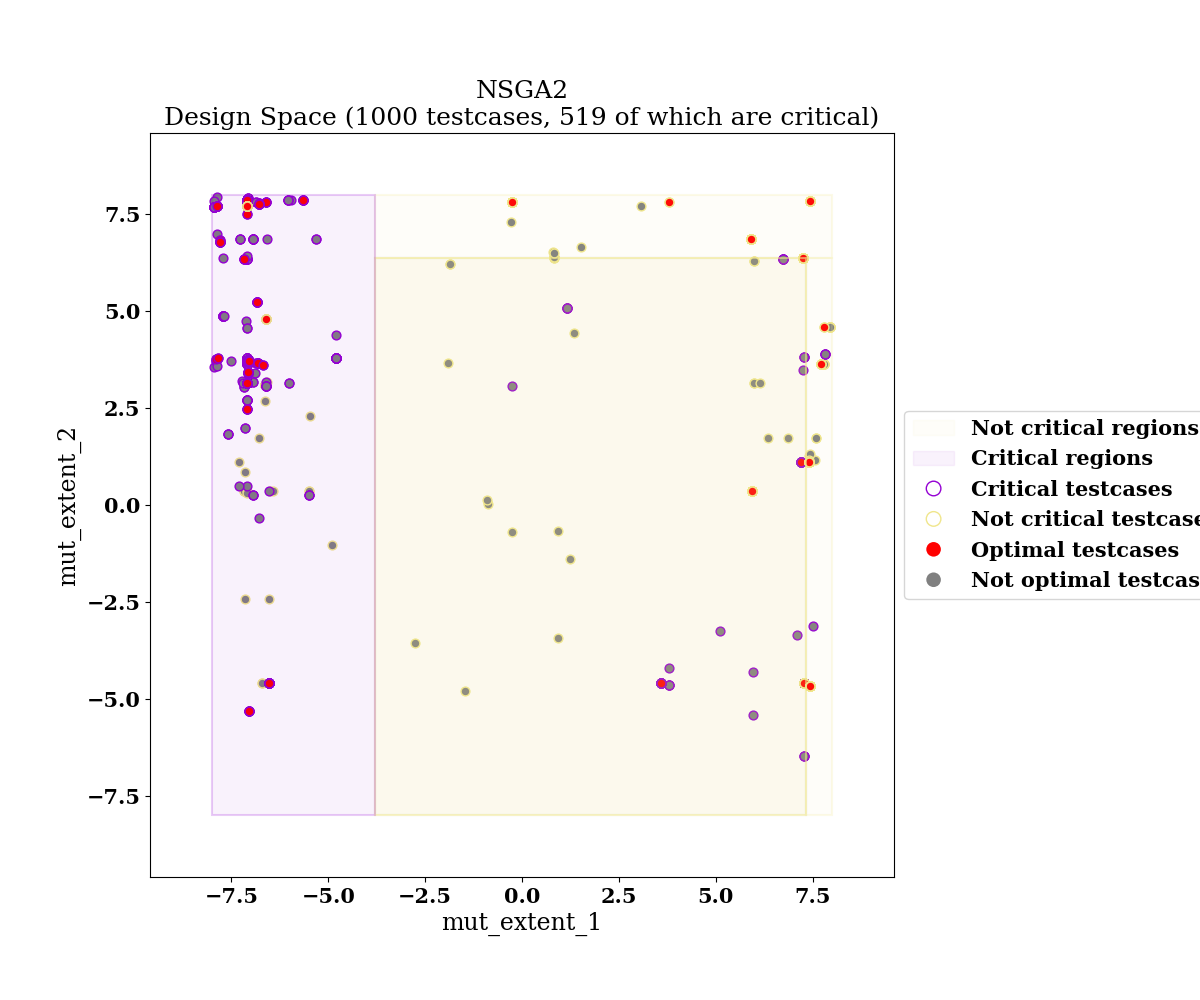 NSGA2
Design Space (1000 testcases, 519 of which are critical)
mut_extent_2
7.5
5.0
2.5
0.0
−2.5
−5.0
−7.5
−7.5 −5.0 −2.5 0.0 2.5 5.0 7.5
mut_extent_1
Not critical regions
Critical regions
Critical testcases
Not critical testcase
Optimal testcases
Not optimal testcas